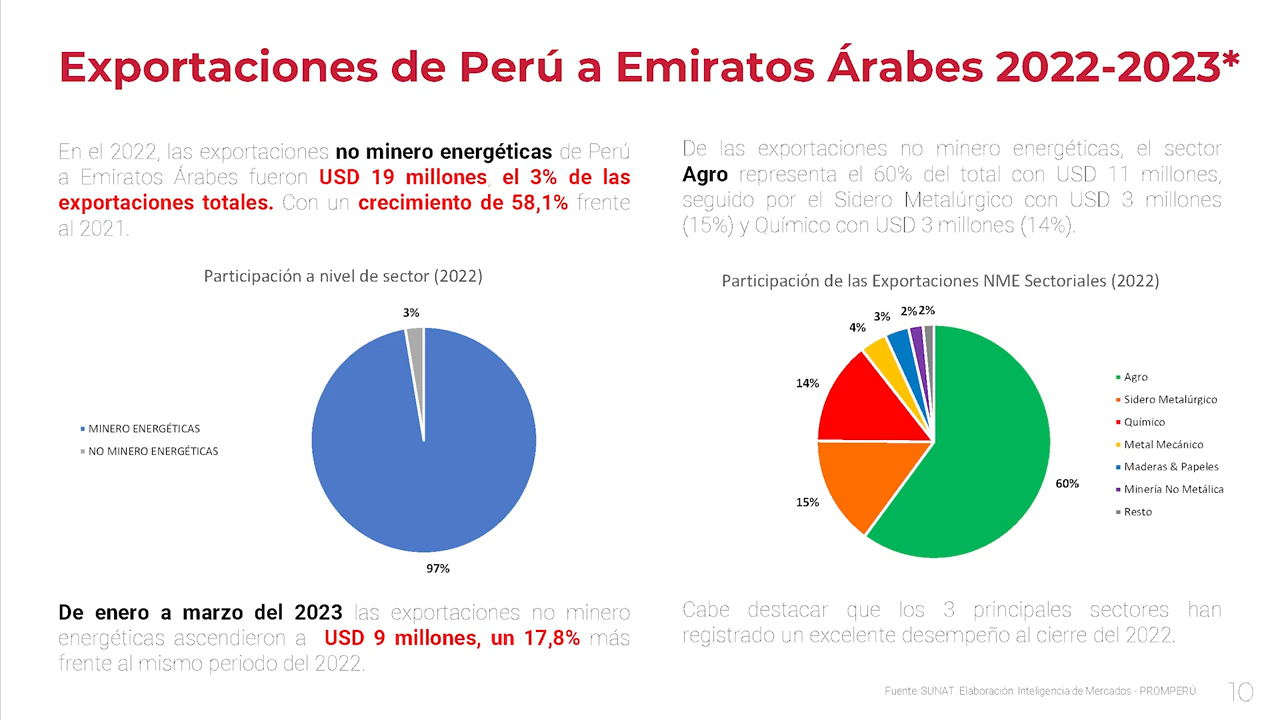 Exportaciones de Perú a Emiratos Árabes 2022-2023*
En el 2022, las exportaciones no minero energéticas de Perú
a Emiratos Árabes fueron USD 19 millones, el 3% de las
exportaciones totales. Con un crecimiento de 58,1% frente
al 2021.
Participación a nivel de sector (2022)
3%
MINERO ENERGÉTICAS
NO MINERO ENERGÉTICAS
97%
De enero a marzo del 2023 las exportaciones no minero
energéticas ascendieron a USD 9 millones, un 17,8% más
frente al mismo periodo del 2022.
De las exportaciones no minero energéticas, el sector
Agro representa el 60% del total con USD 11 millones,
seguido por el Sidero Metalúrgico con USD 3 millones
(15%) y Químico con USD 3 millones (14%).
Participación de las Exportaciones NME Sectoriales (2022)
4%
3%
2%
2%
14%
15%
60%
Agro
Sidero Metalúrgico
Químico
Metal Mecánico
Maderas & Papeles
Minería No Metálica
Resto
Cabe destacar que los 3 principales sectores han
registrado un excelente desempeño al cierre del 2022.
Fuente: SUNAT. Elaboración: Inteligencia de Mercados - PROMPERÚ
10